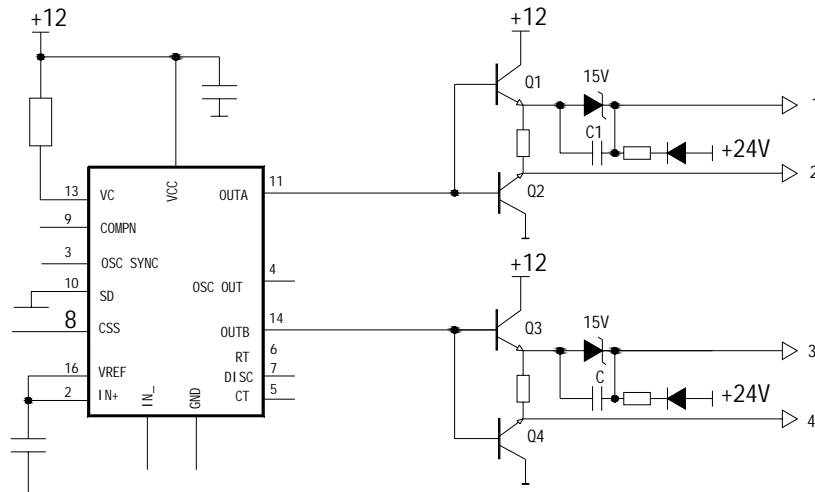 +12
+12
Q1
15V
1
C1
+24V
2
Q2
11
13
VC
VCC
OUTA
9
COMPN
3
OSC SYNC
4
OSC OUT
10
SD
8
CSS
14
OUTB
+12
Q3
15V
3
C
+24V
4
Q4
6
RT
16
VREF
7
DISC
2
IN+
5
CT
IN_
GND